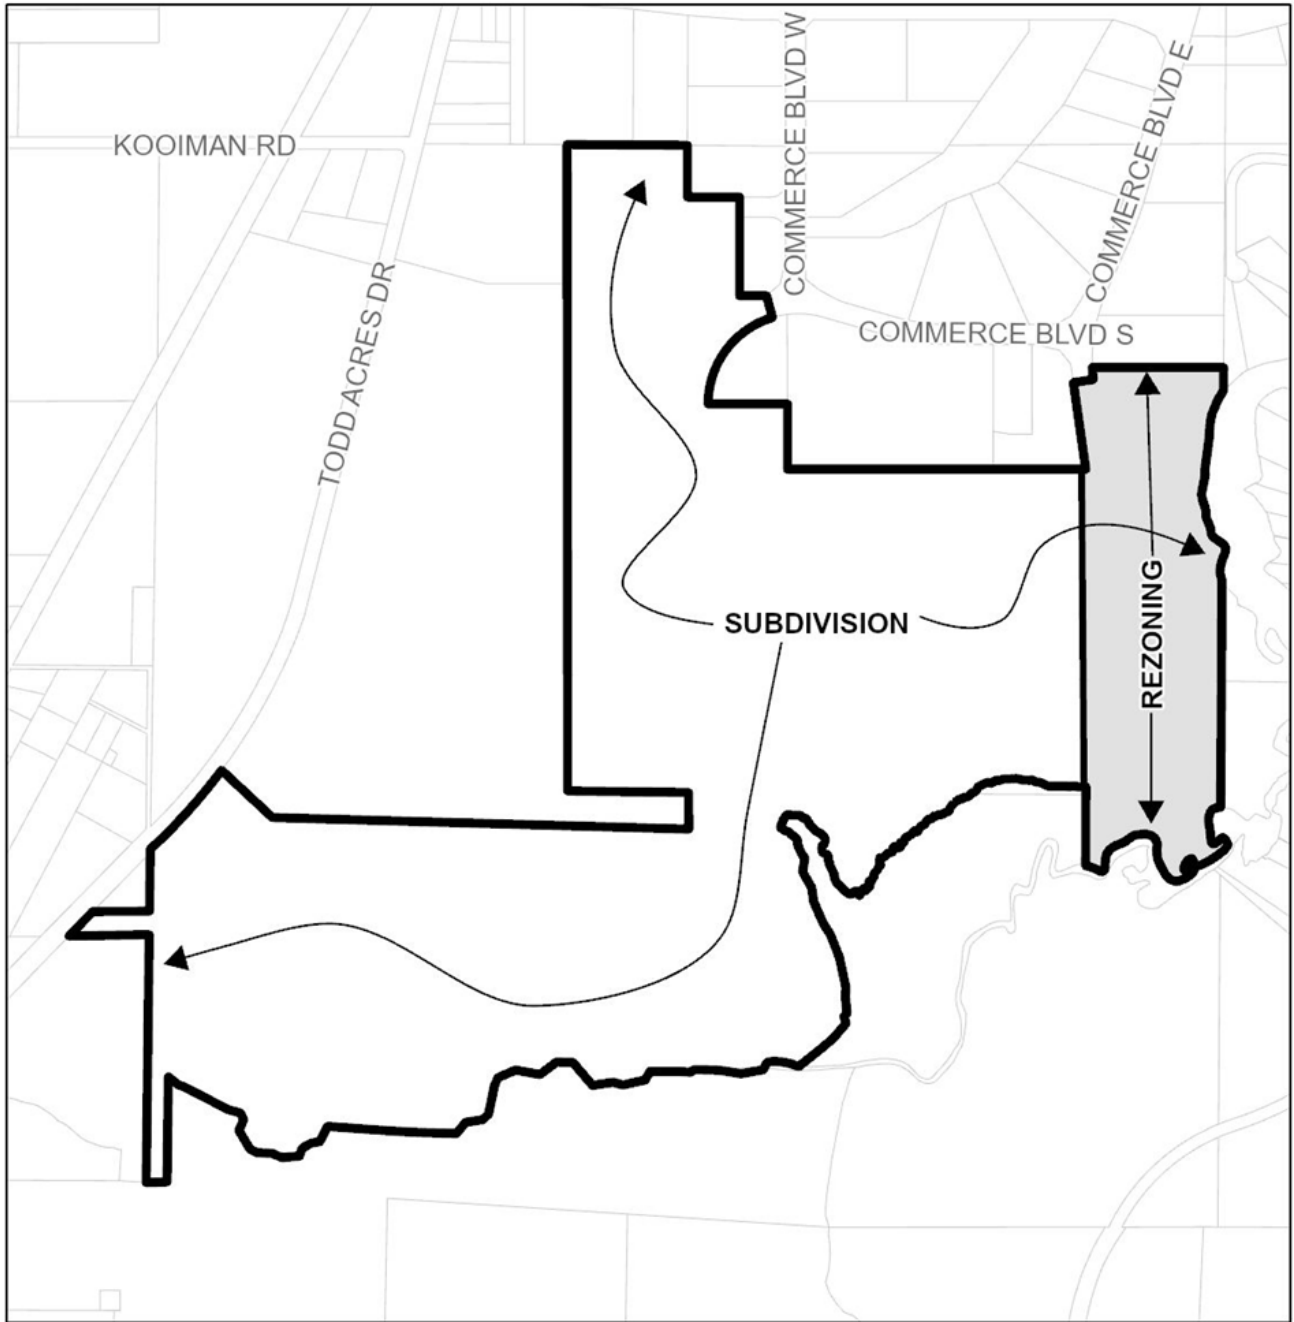 COMMERCE BLVD W
COMMERCE BLVD E
KOOIMAN RD
TODD ACRES DR
COMMERCE BLVD S
SUBDIVISION
REZONING